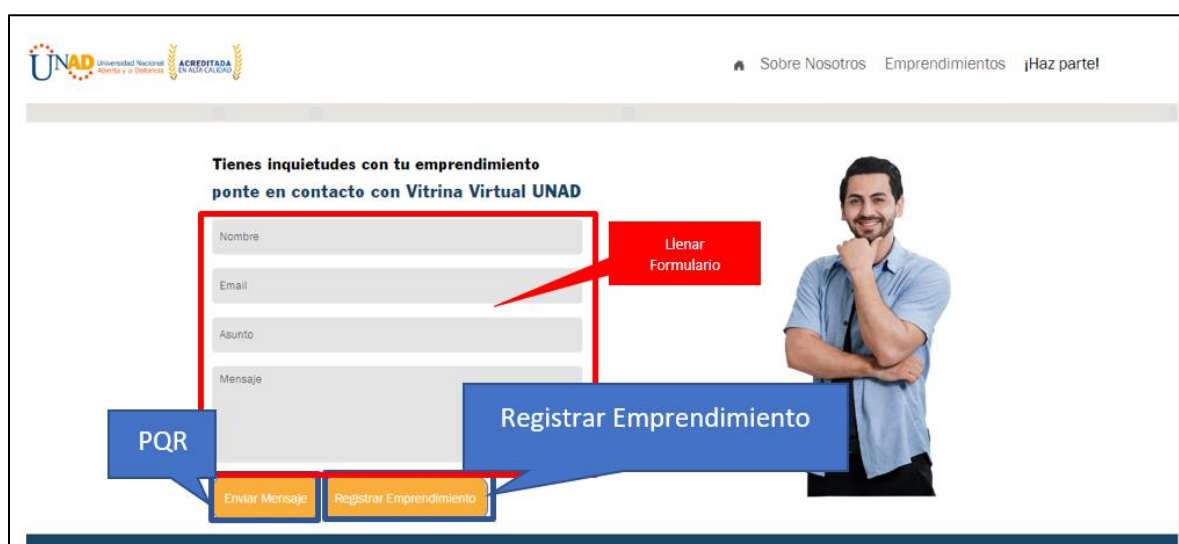 UNAD Universidad Nacional Abierta y a Distancia
ACREDITADA EN ALTA CALIDAD
Sobre Nosotros Emprendimientos ¡Haz parte!
Tienes inquietudes con tu emprendimiento
ponte en contacto con Vitrina Virtual UNAD
Nombre
Llenar
Formulario
Email
Asunto
Mensaje
Registrar Emprendimiento
PQR
Enviar Mensaje Registrar Emprendimiento